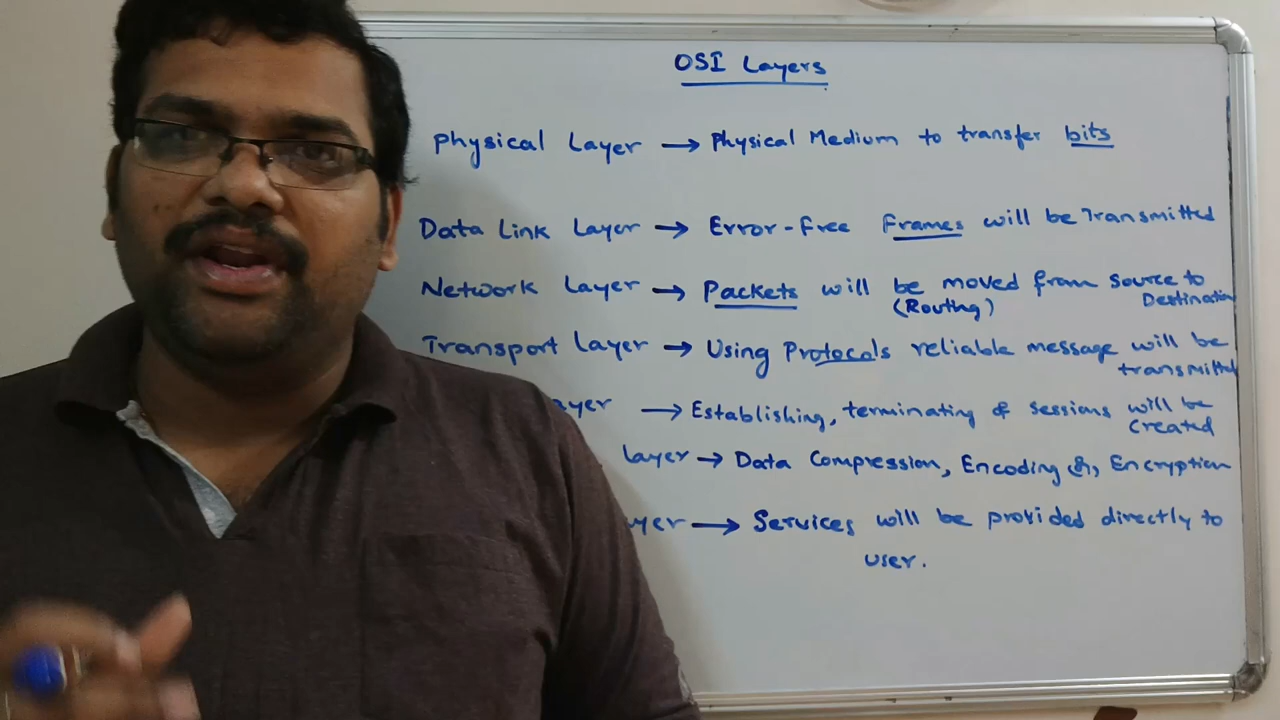 OSI Layers
Physical Layer → Physical Medium to transfer bits
Data Link Layer → Error-Free Frames will be Transmitted
Network Layer → Packets will be moved from source to
(Routing) Destination
Transport Layer → Using Protocols reliable message will be
transmitted
ayer → Establishing, terminating of sessions will be
created
layer → Data Compression, Encoding &, Encryption
yer → Services will be provided directly to
user.